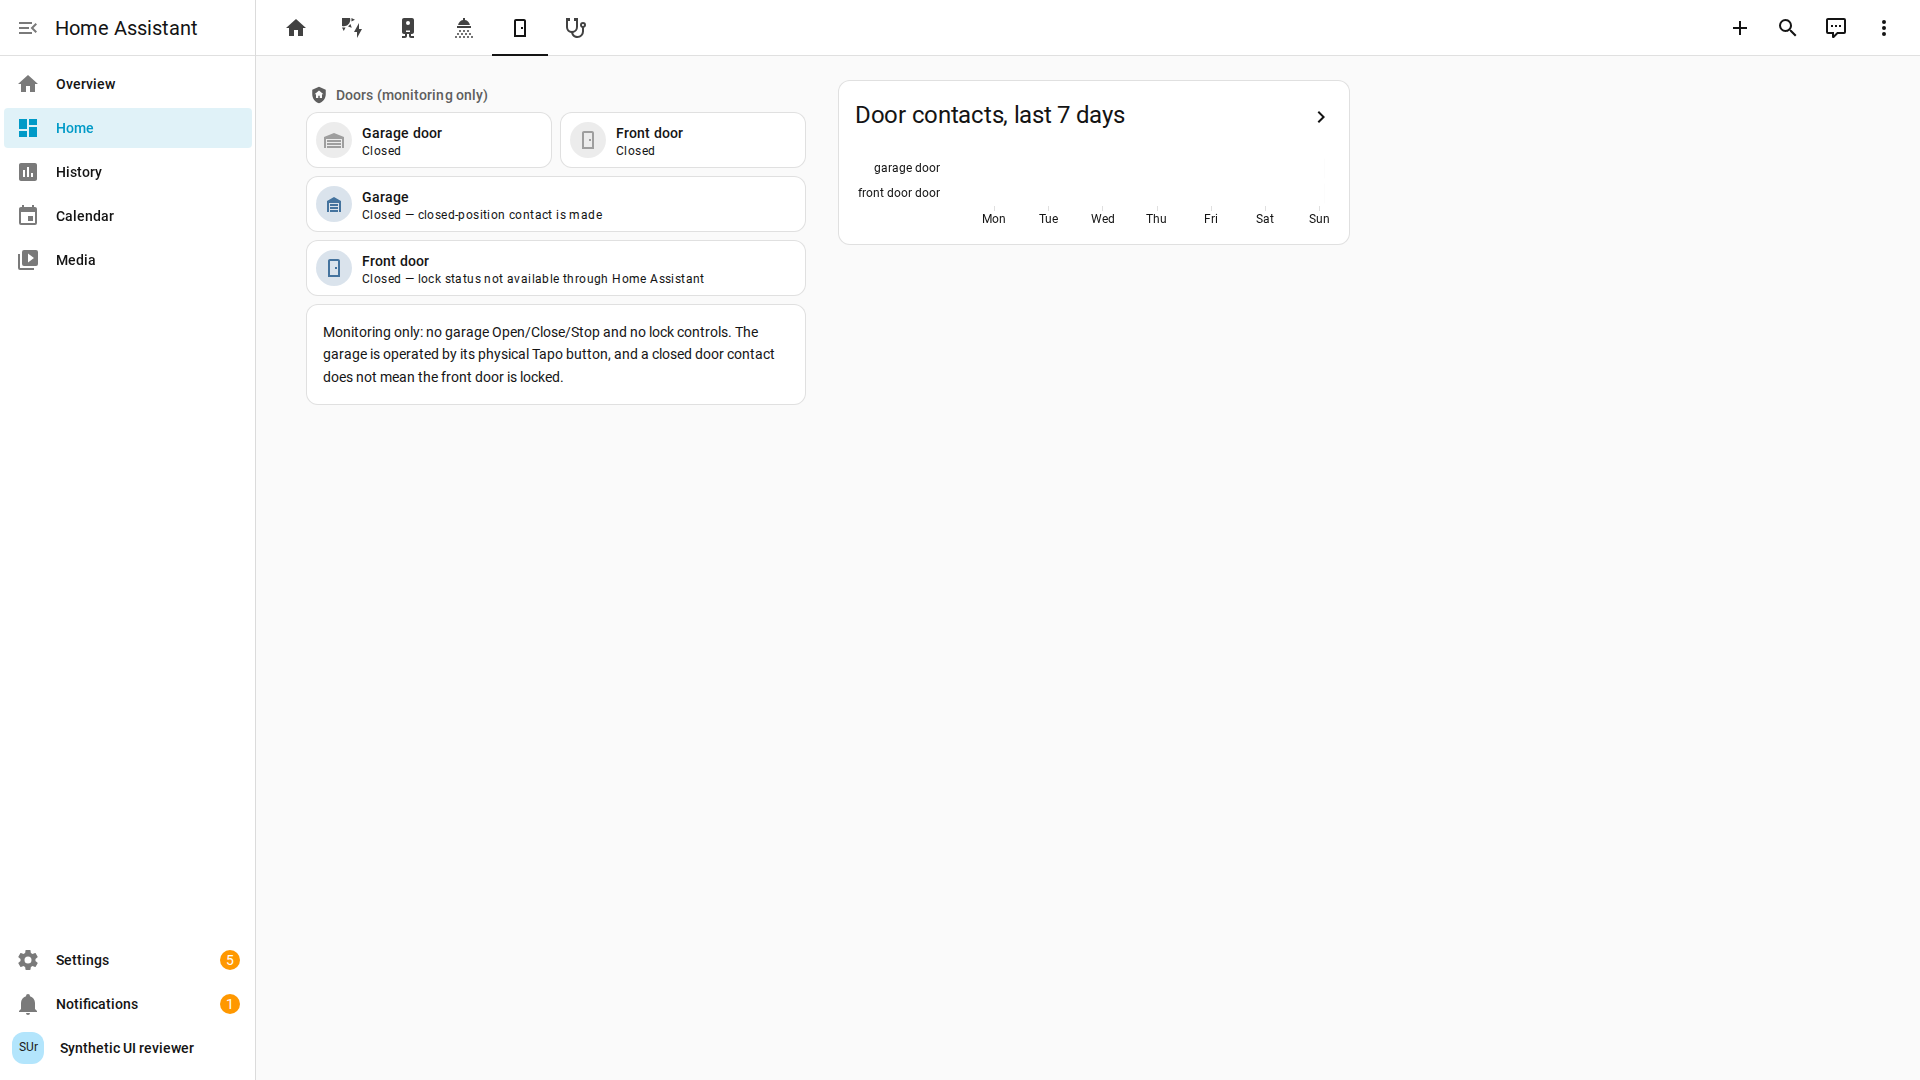 Home Assistant
Overview
Home
History
Calendar
Media
Settings 5
Notifications 1
SUr Synthetic UI reviewer
Doors (monitoring only)
Garage door
Closed
Front door
Closed
Garage
Closed — closed-position contact is made
Front door
Closed — lock status not available through Home Assistant
Monitoring only: no garage Open/Close/Stop and no lock controls. The
garage is operated by its physical Tapo button, and a closed door contact
does not mean the front door is locked.
Door contacts, last 7 days
garage door
front door door
Mon Tue Wed Thu Fri Sat Sun